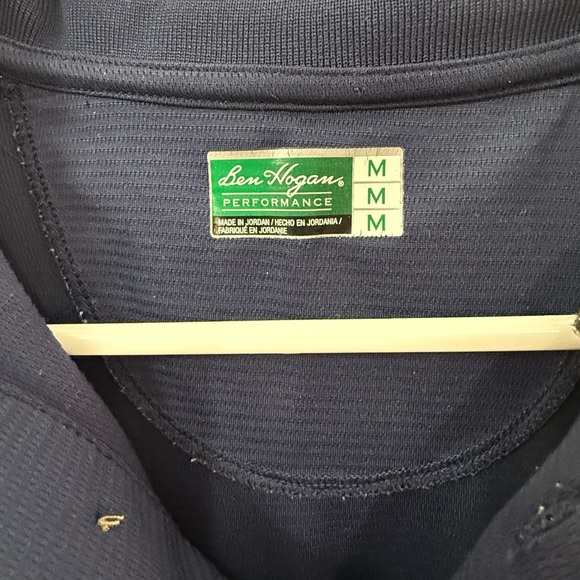 Ben Hogan®
PERFORMANCE
MADE IN JORDAN / HECHO EN JORDANIA /
FABRIQUÉ EN JORDANIE
M
M
M